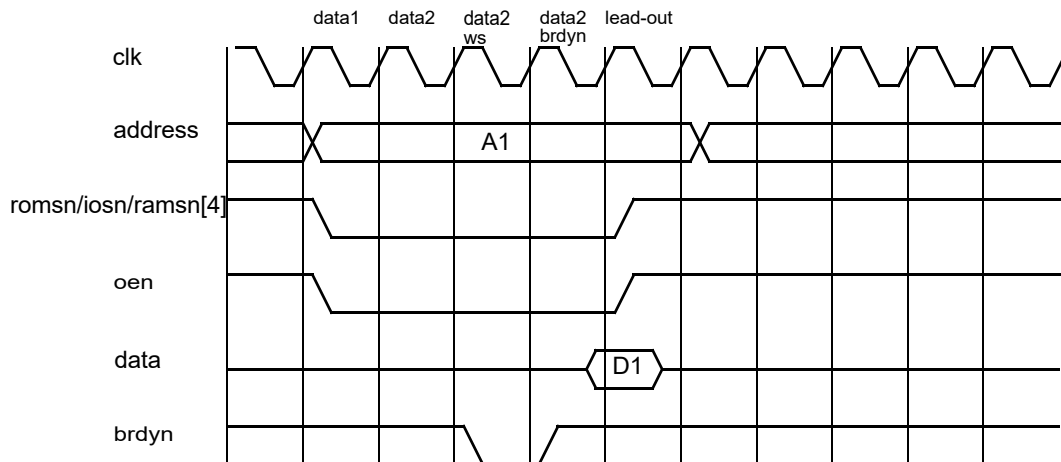 data1 data2 data2 data2 lead-out
ws brdyn
clk
address
A1
romsn/iosn/ramsn[4]
oen
data
D1
brdyn